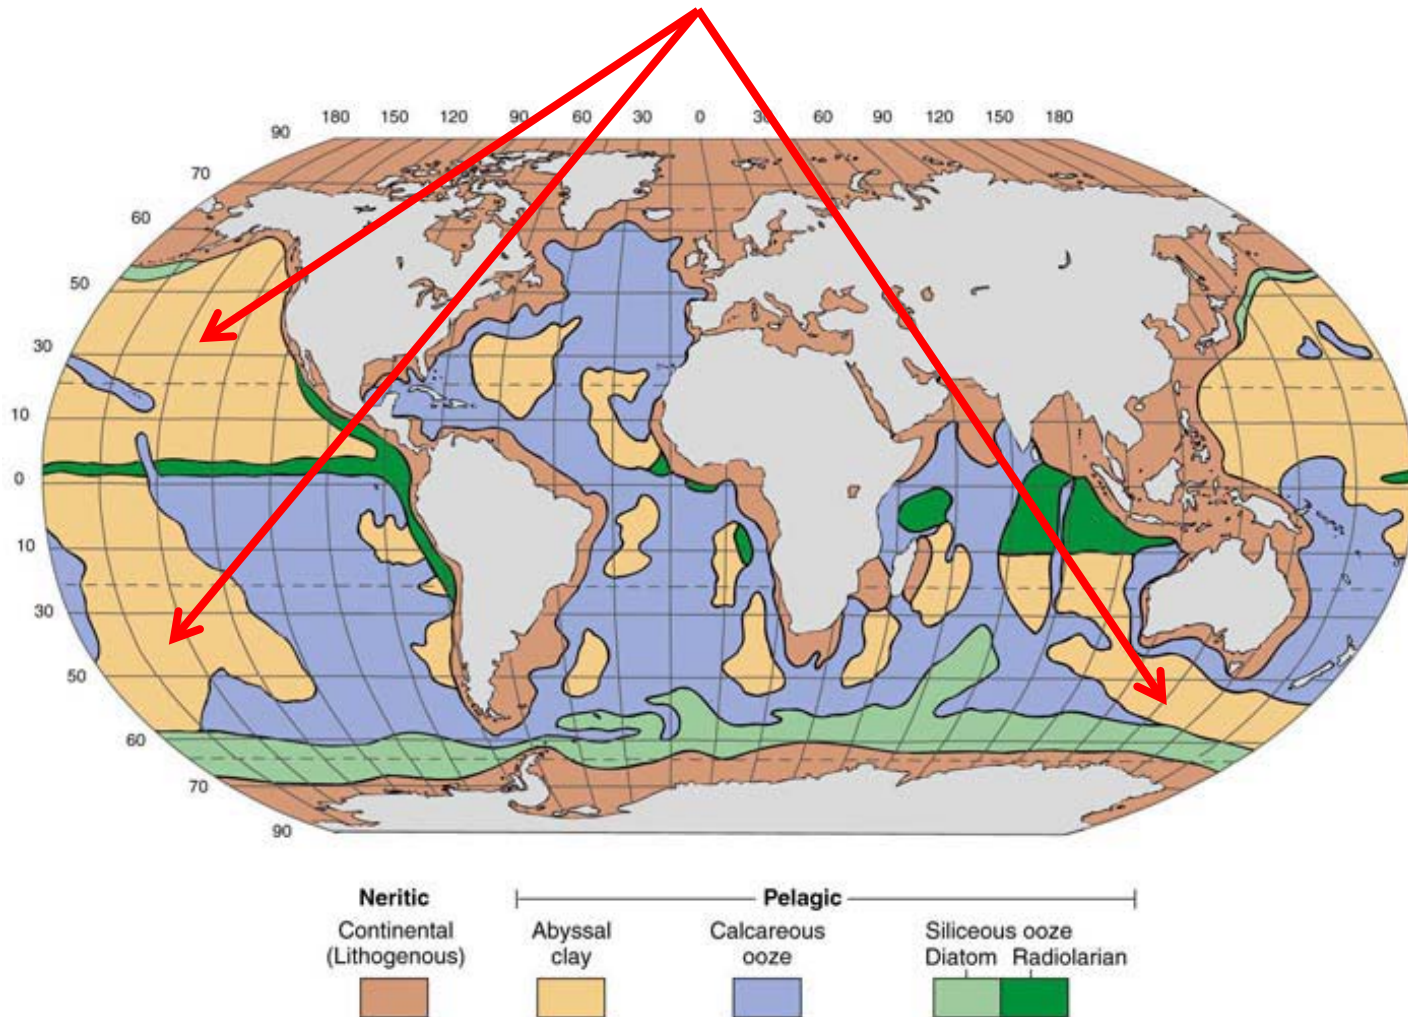 180 150 120 90 60 30 0 30 60 90 120 150 180
90
70
60
50
30
10
0
10
30
50
60
70
90
Neritic
Pelagic
Continental
(Lithogenous)
Abyssal
clay
Calcareous
ooze
Siliceous ooze
Diatom Radiolarian